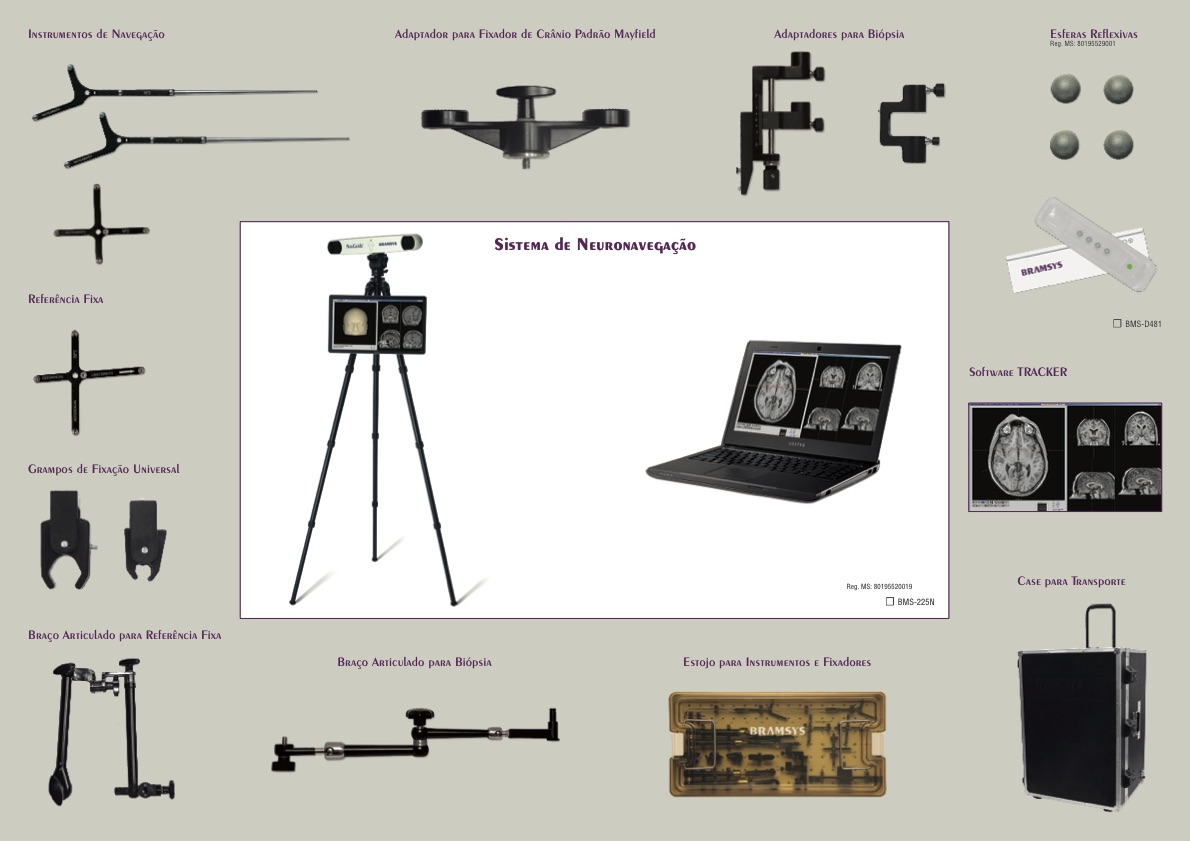 Instrumentos de Navegação
Adaptador para Fixador de Crânio Padrão Mayfield
Adaptadores para Biópsia
Esferas Reflexivas
Reg. MS: 80195529001
Sistema de Neuronavegação
BRAMSYS
BRAMSYS
Referência Fixa
☐ BMS-D481
Software TRACKER
Grampos de Fixação Universal
Reg. MS: 80195520019
☐ BMS-225N
Case para Transporte
Braço Articulado para Referência Fixa
Braço Articulado para Biópsia
Estojo para Instrumentos e Fixadores
BRAMSYS